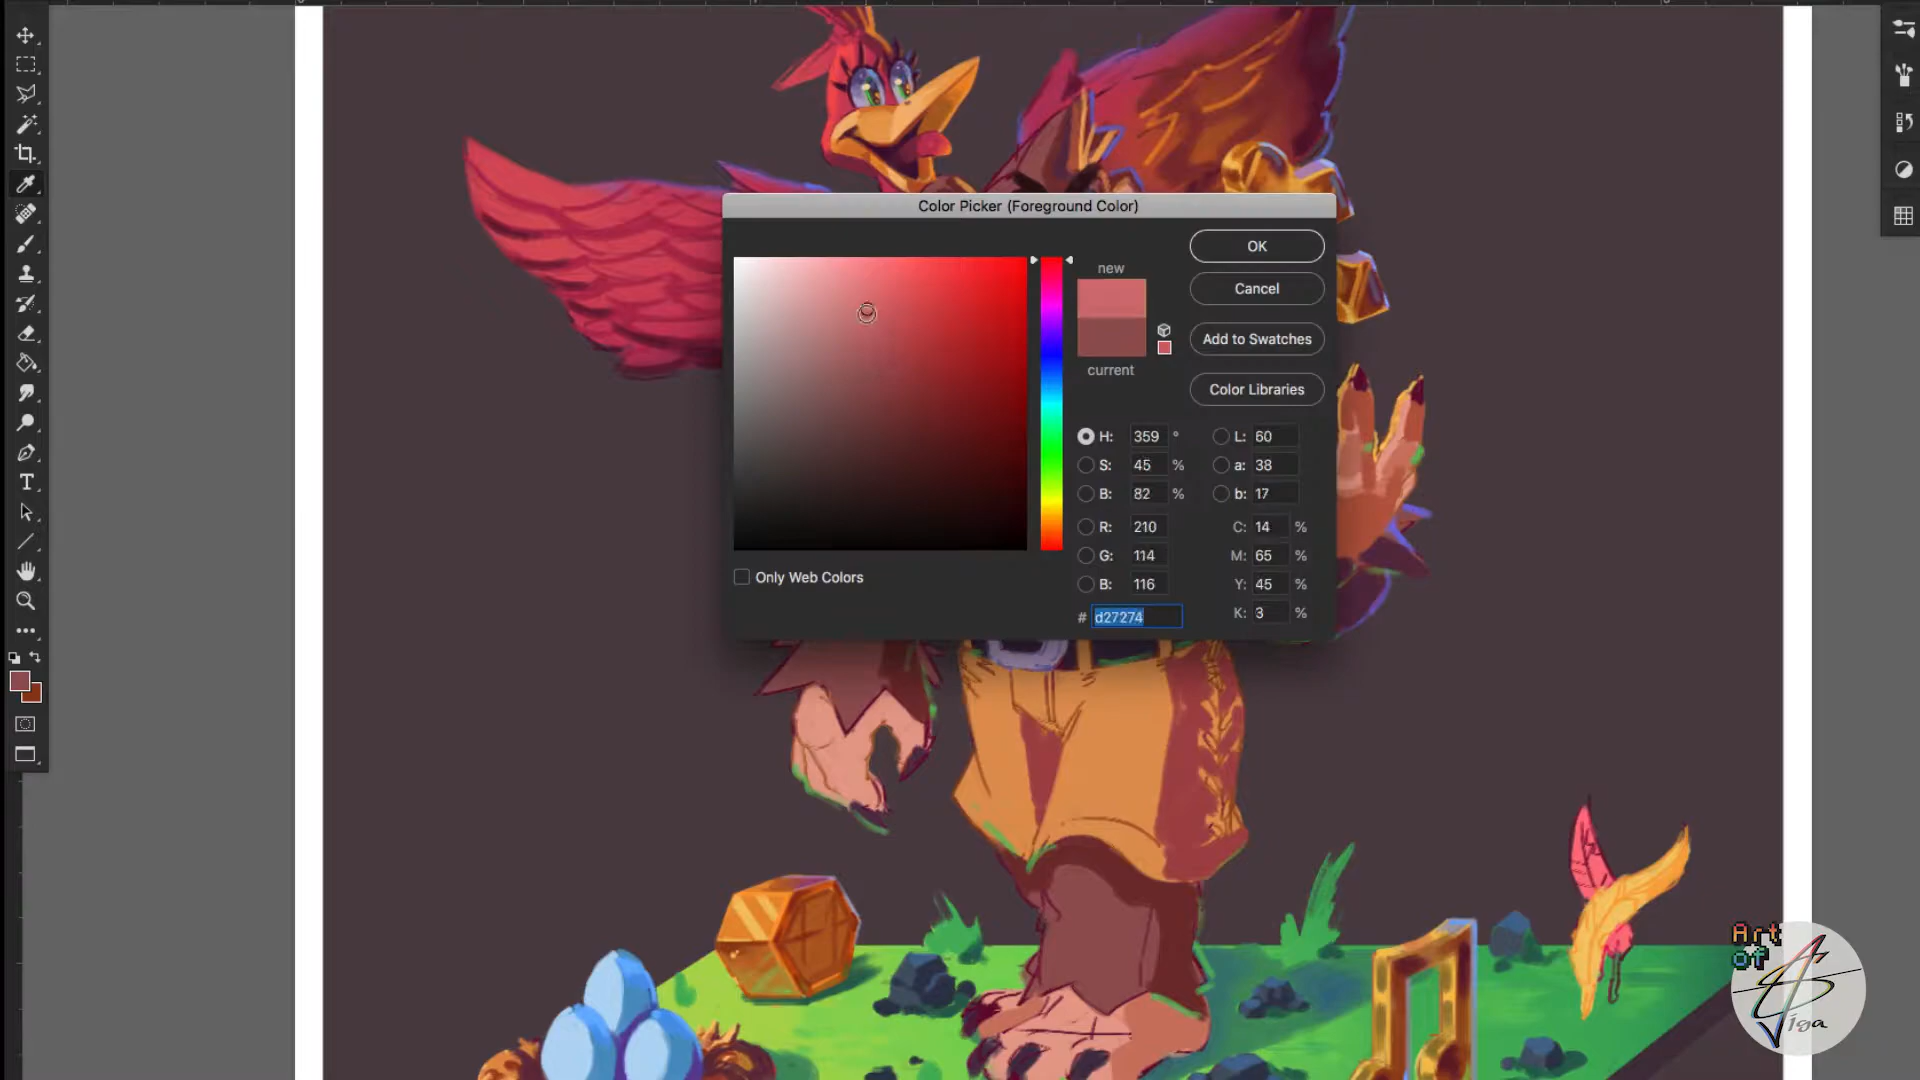 Color Picker (Foreground Color)
new
current
OK
Cancel
Add to Swatches
Color Libraries
H: 359 °
S: 45 %
B: 82 %
R: 210
G: 114
B: 116
# d27274
L: 60
a: 38
b: 17
C: 14 %
M: 65 %
Y: 45 %
K: 3 %
Only Web Colors
T
Art
of